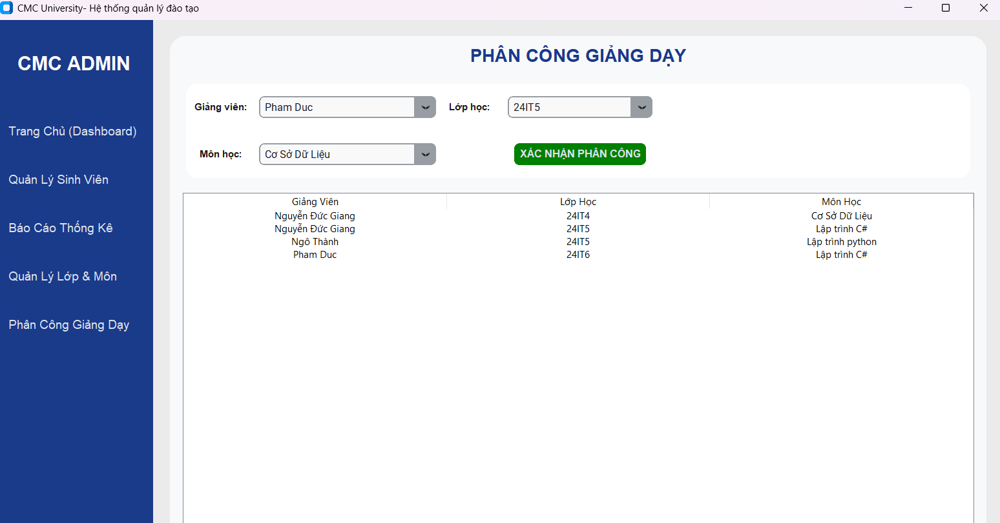 CMC University- Hệ thống quản lý đào tạo
CMC ADMIN
Trang Chủ (Dashboard)
Quản Lý Sinh Viên
Báo Cáo Thống Kê
Quản Lý Lớp & Môn
Phân Công Giảng Dạy
PHÂN CÔNG GIẢNG DẠY
Giảng viên: Pham Duc Lớp học: 24IT5
Môn học: Cơ Sở Dữ Liệu XÁC NHẬN PHÂN CÔNG
Giảng Viên Lớp Học Môn Học
Nguyễn Đức Giang 24IT4 Cơ Sở Dữ Liệu
Nguyễn Đức Giang 24IT5 Lập trình C#
Ngô Thành 24IT5 Lập trình python
Pham Duc 24IT6 Lập trình C#